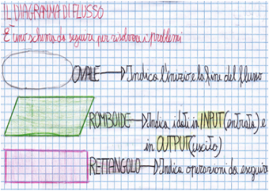 IL DIAGRAMMA DI FLUSSO
È uno schema da seguire per risolvere i problemi
OVALE → Indica l'inizio e la fine del flusso
ROMBOIDE → Indica i dati in INPUT (entrata) e
in OUTPUT (uscita)
RETTANGOLO → Indica operazioni da eseguire